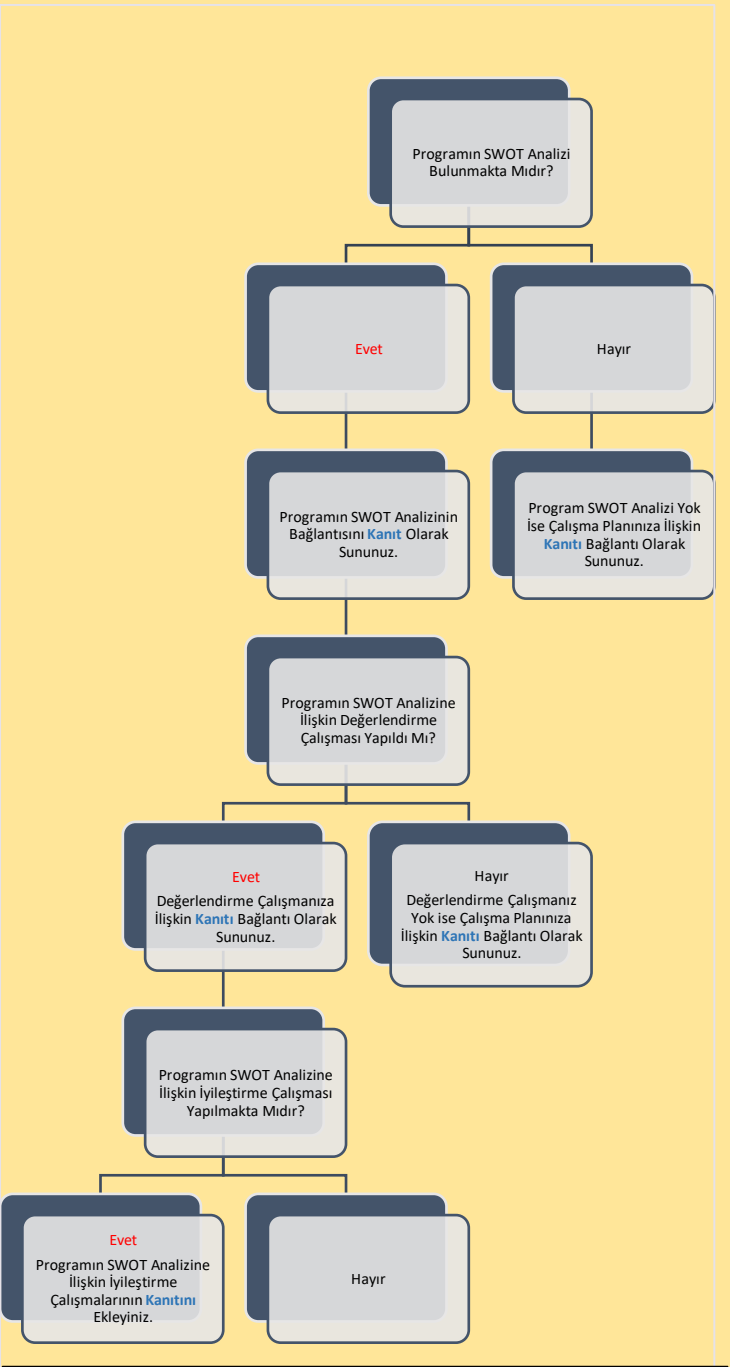 Programın SWOT Analizi
Bulunmakta Mıdır?
Evet
Hayır
Programın SWOT Analizinin
Bağlantısını Kanıt Olarak
Sununuz.
Program SWOT Analizi Yok
İse Çalışma Planınıza İlişkin
Kanıtı Bağlantı Olarak
Sununuz.
Programın SWOT Analizine
İlişkin Değerlendirme
Çalışması Yapıldı Mı?
Evet
Değerlendirme Çalışmanıza
İlişkin Kanıtı Bağlantı Olarak
Sununuz.
Hayır
Değerlendirme Çalışmanız
Yok ise Çalışma Planınıza
İlişkin Kanıtı Bağlantı Olarak
Sununuz.
Programın SWOT Analizine
İlişkin İyileştirme Çalışması
Yapılmakta Mıdır?
Evet
Programın SWOT Analizine
İlişkin İyileştirme
Çalışmalarının Kanıtını
Ekleyiniz.
Hayır